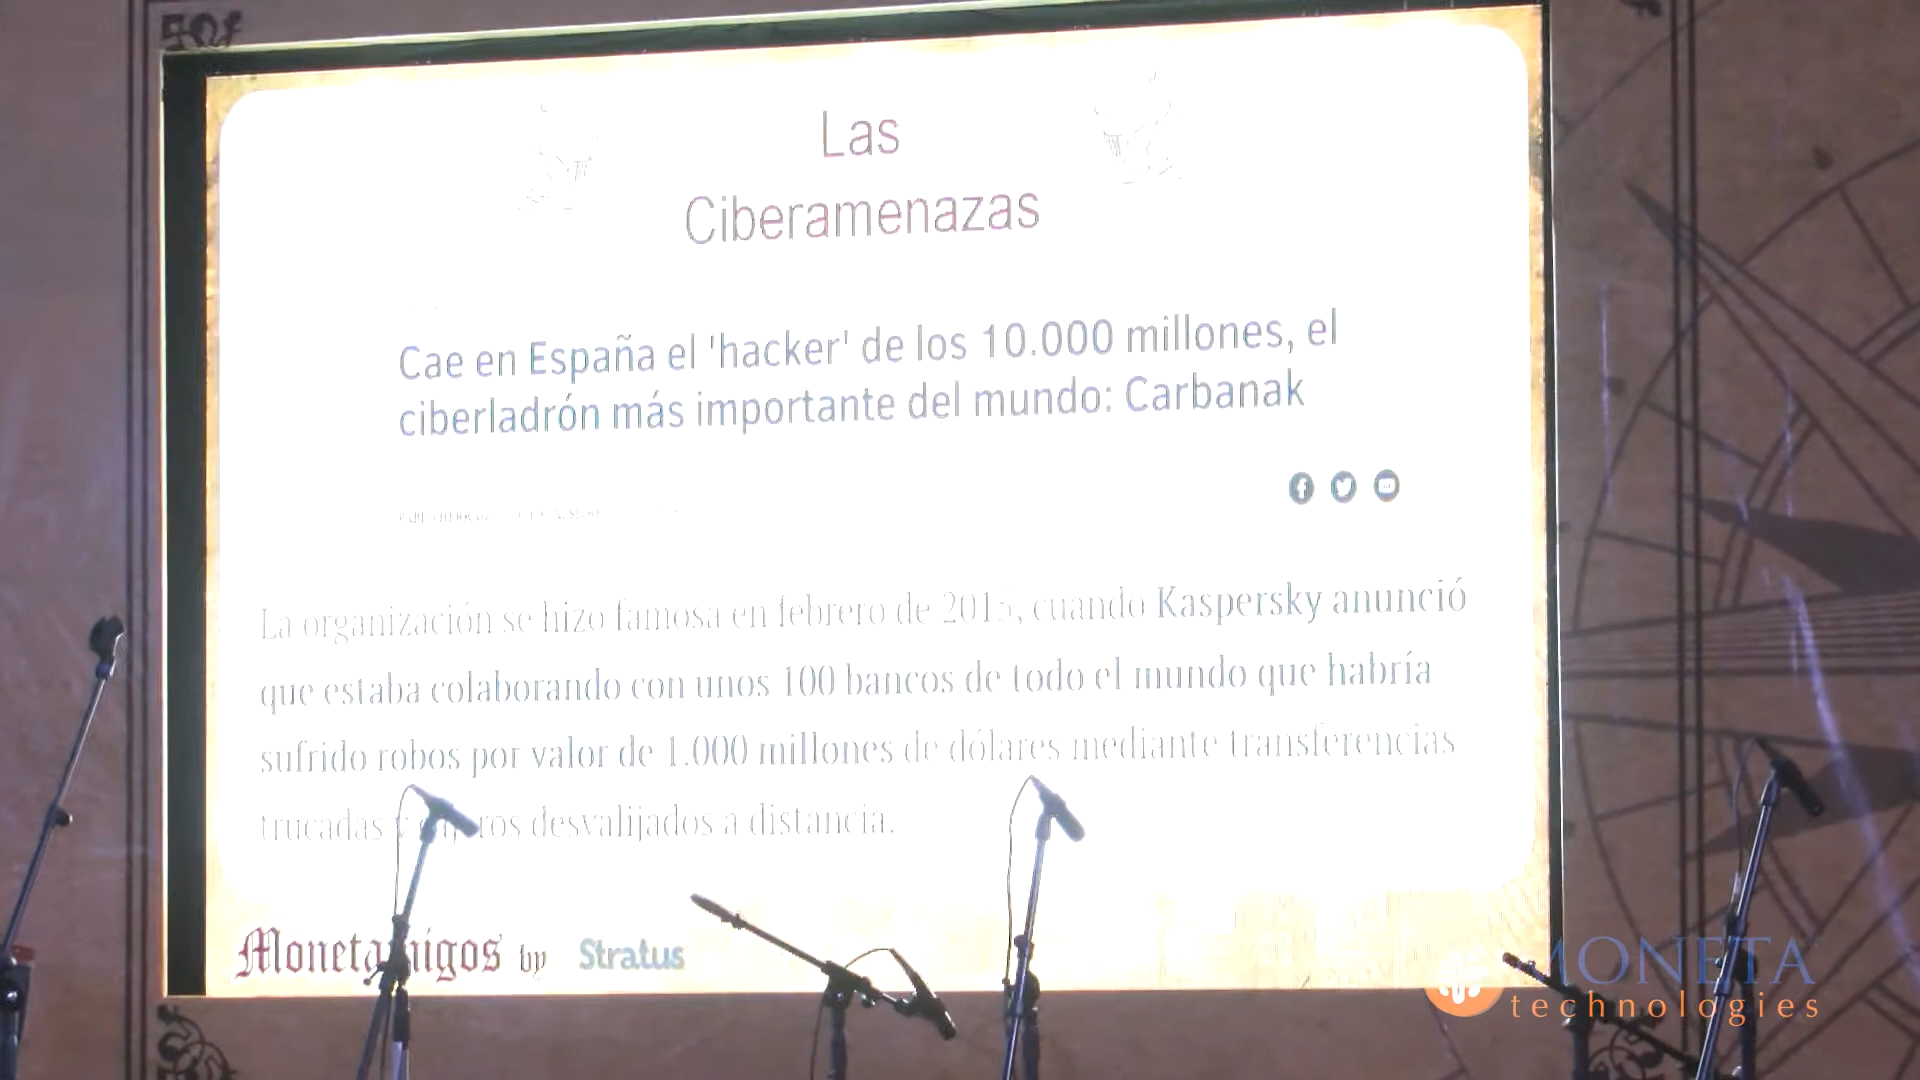 Las
Ciberamenazas
Cae en España el 'hacker' de los 10.000 millones, el
ciberladrón más importante del mundo: Carbanak
La organización se hizo famosa en febrero de 2015, cuando Kaspersky anunció
que estaba colaborando con unos 100 bancos de todo el mundo que habría
sufrido robos por valor de 1.000 millones de dólares mediante transferencias
trucadas y desvalijados a distancia.
Monetamigos by Stratus
MONETA
technologies